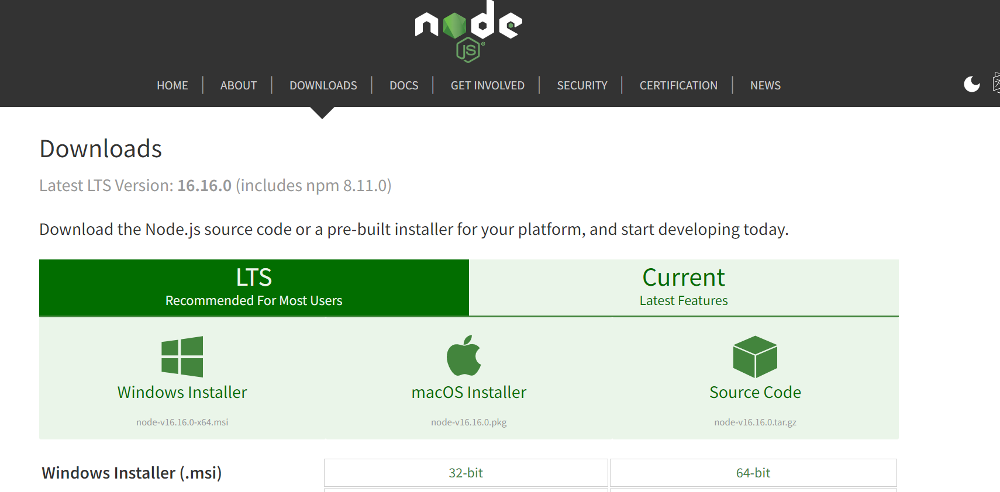 node
JS®
HOME | ABOUT | DOWNLOADS | DOCS | GET INVOLVED | SECURITY | CERTIFICATION | NEWS
Downloads
Latest LTS Version: 16.16.0 (includes npm 8.11.0)
Download the Node.js source code or a pre-built installer for your platform, and start developing today.
LTS
Recommended For Most Users
Current
Latest Features
Windows Installer
node-v16.16.0-x64.msi
macOS Installer
node-v16.16.0.pkg
Source Code
node-v16.16.0.tar.gz
Windows Installer (.msi) 32-bit 64-bit